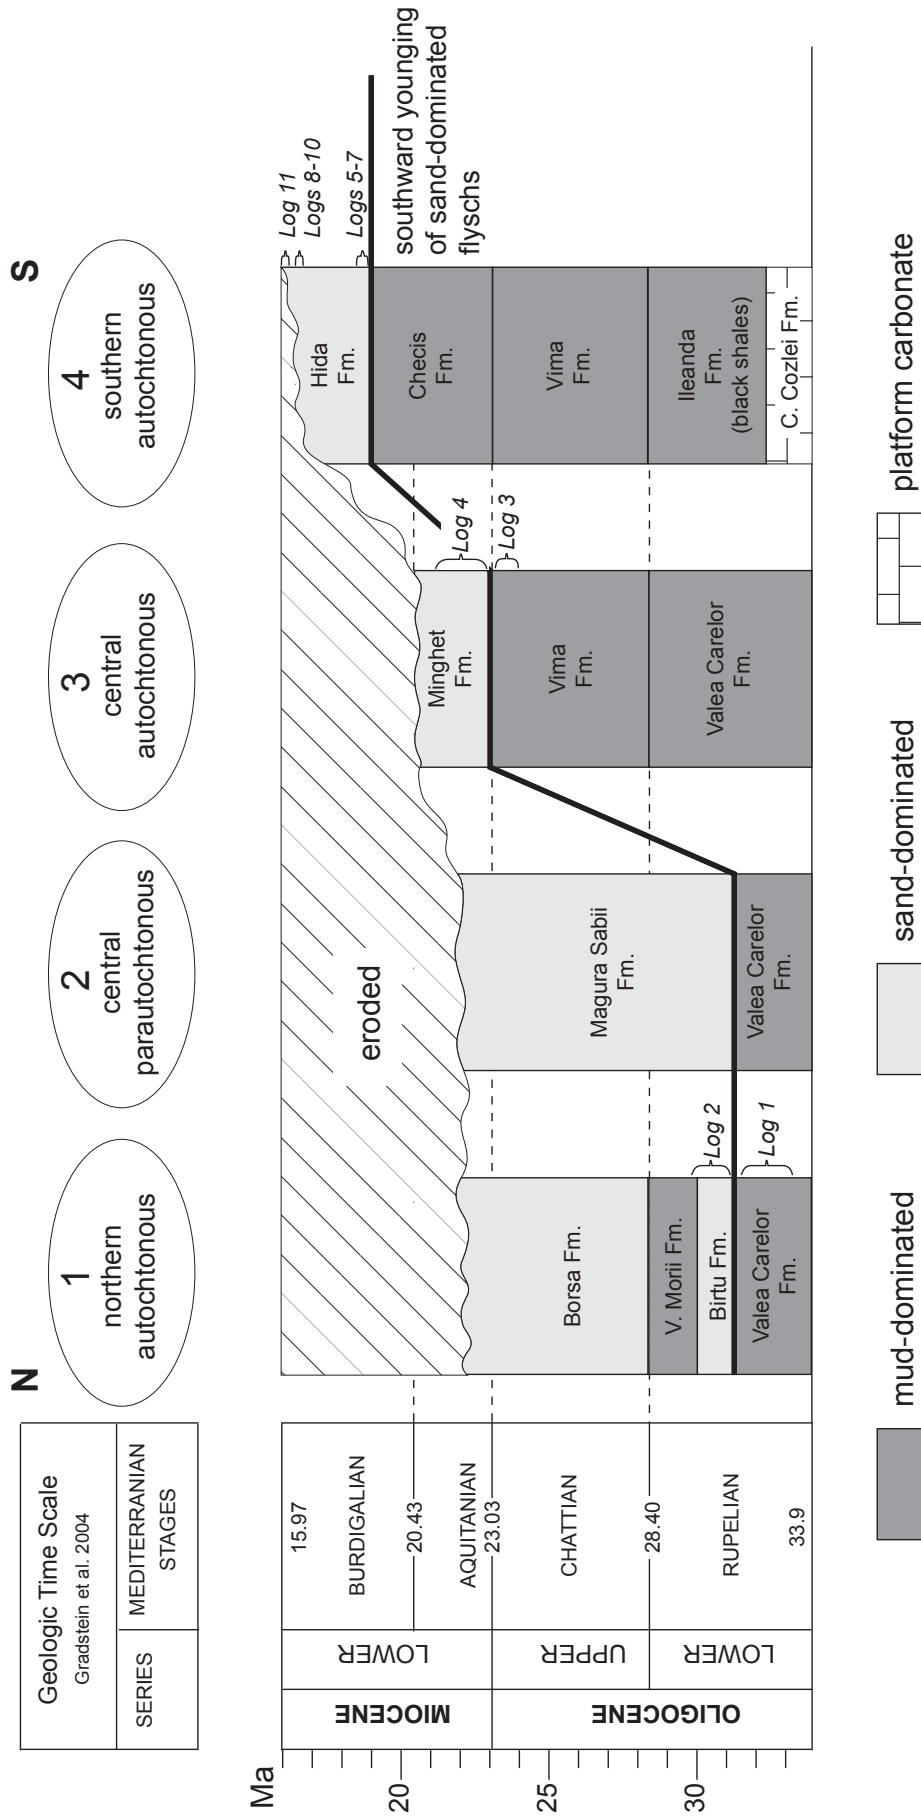 Geologic Time Scale
Gradstein et al. 2004
SERIES
MEDITERRANIAN
STAGES
N
S
1
northern
autochtonous
2
central
parautochtonous
3
central
autochtonous
4
southern
autochtonous
Ma
20
25
30
MIOCENE
OLIGOCENE
LOWER
UPPER
LOWER
15.97
BURDIGALIAN
20.43
AQUITANIAN
23.03
CHATTIAN
28.40
RUPELIAN
33.9
eroded
Borsa Fm.
V. Morii Fm.
Birtu Fm.
Valea Carelor
Fm.
Log 2
Log 1
Magura Sabii
Fm.
Valea Carelor
Fm.
Minghet
Fm.
Vima
Fm.
Valea Carelor
Fm.
Log 4
Log 3
Hida
Fm.
Checis
Fm.
Vima
Fm.
Ileanda
Fm.
(black shales)
C. Cozlei Fm.
Log 11
Logs 8-10
Logs 5-7
southward younging
of sand-dominated
flyschs
mud-dominated
sand-dominated
platform carbonate